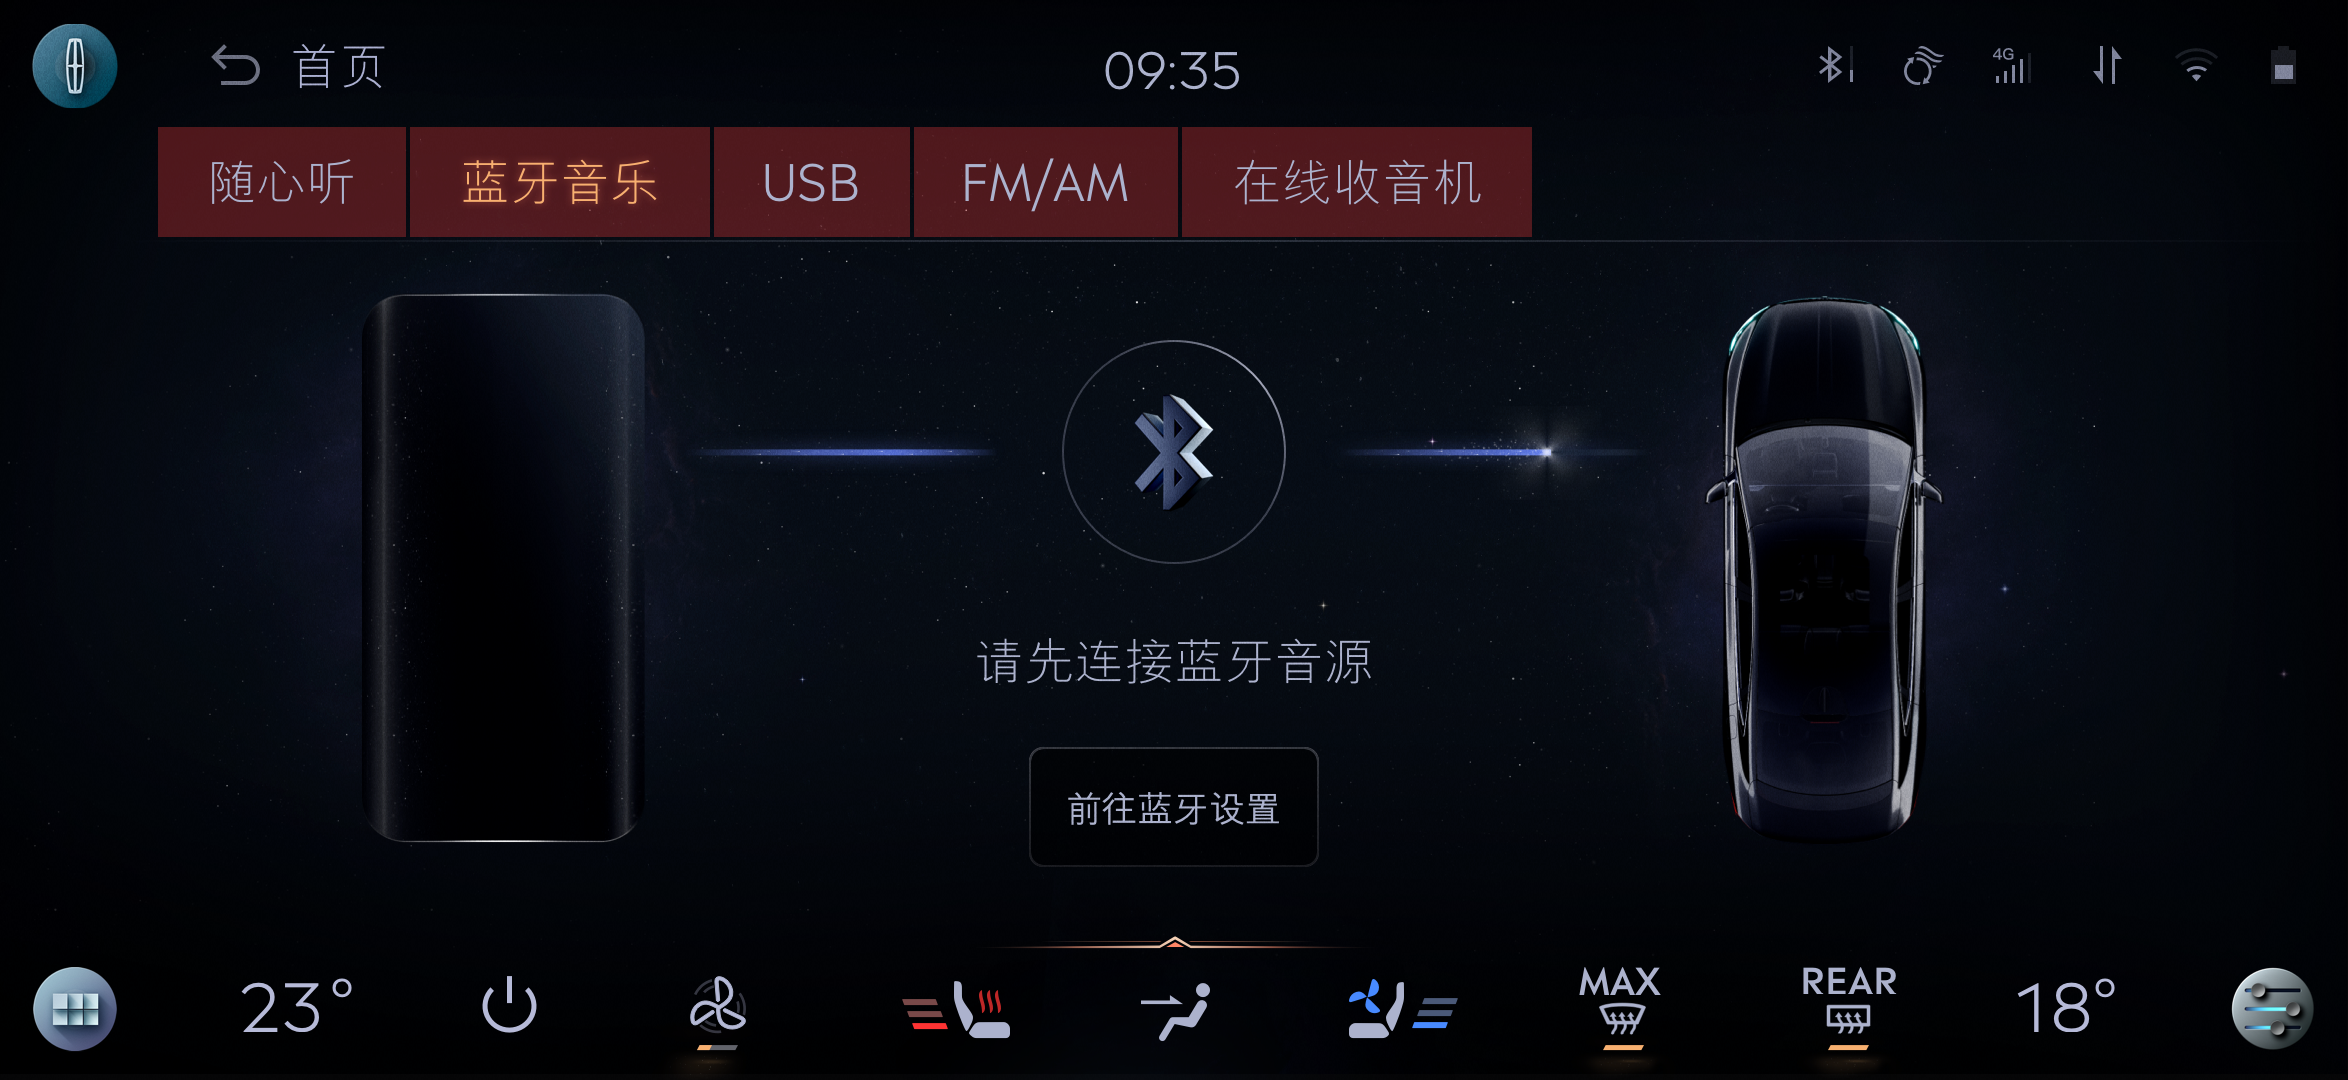 首页
09:35
4G
随心听
蓝牙音乐
USB
FM/AM
在线收音机
请先连接蓝牙音源
前往蓝牙设置
23°
MAX
REAR
18°